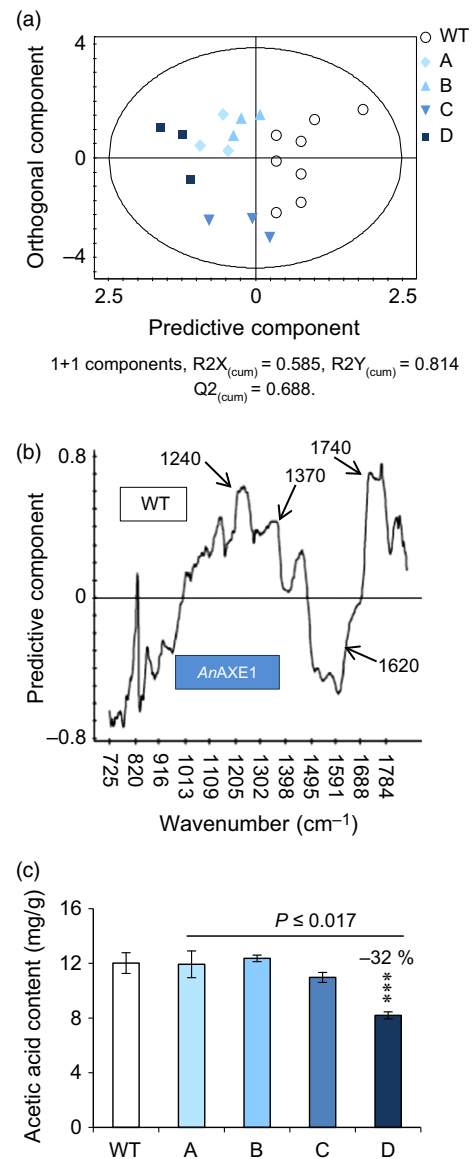 (a)
4
0
−4
Orthogonal component
2.5
0
2.5
Predictive component
WT
A
B
C
D
1+1 components, R2X(cum) = 0.585, R2Y(cum) = 0.814
Q2(cum) = 0.688.
(b)
0.8
0
−0.8
Predictive component
1240
1370
1740
1620
WT
AnAXE1
725
820
916
1013
1109
1205
1302
1398
1495
1591
1688
1784
Wavenumber (cm−1)
(c)
16
12
8
4
0
Acetic acid content (mg/g)
P ≤ 0.017
−32 %
***
WT
A
B
C
D